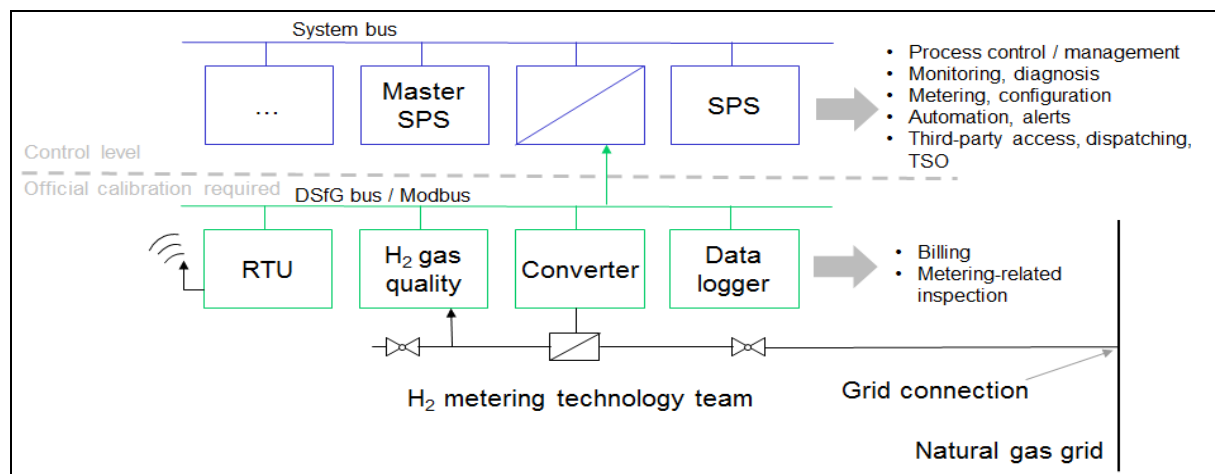 System bus
...
Master
SPS
SPS
• Process control / management
• Monitoring, diagnosis
• Metering, configuration
• Automation, alerts
• Third-party access, dispatching,
TSO
Control level
Official calibration required
DSfG bus / Modbus
RTU
H₂ gas
quality
Converter
Data
logger
• Billing
• Metering-related
inspection
H₂ metering technology team
Grid connection
Natural gas grid